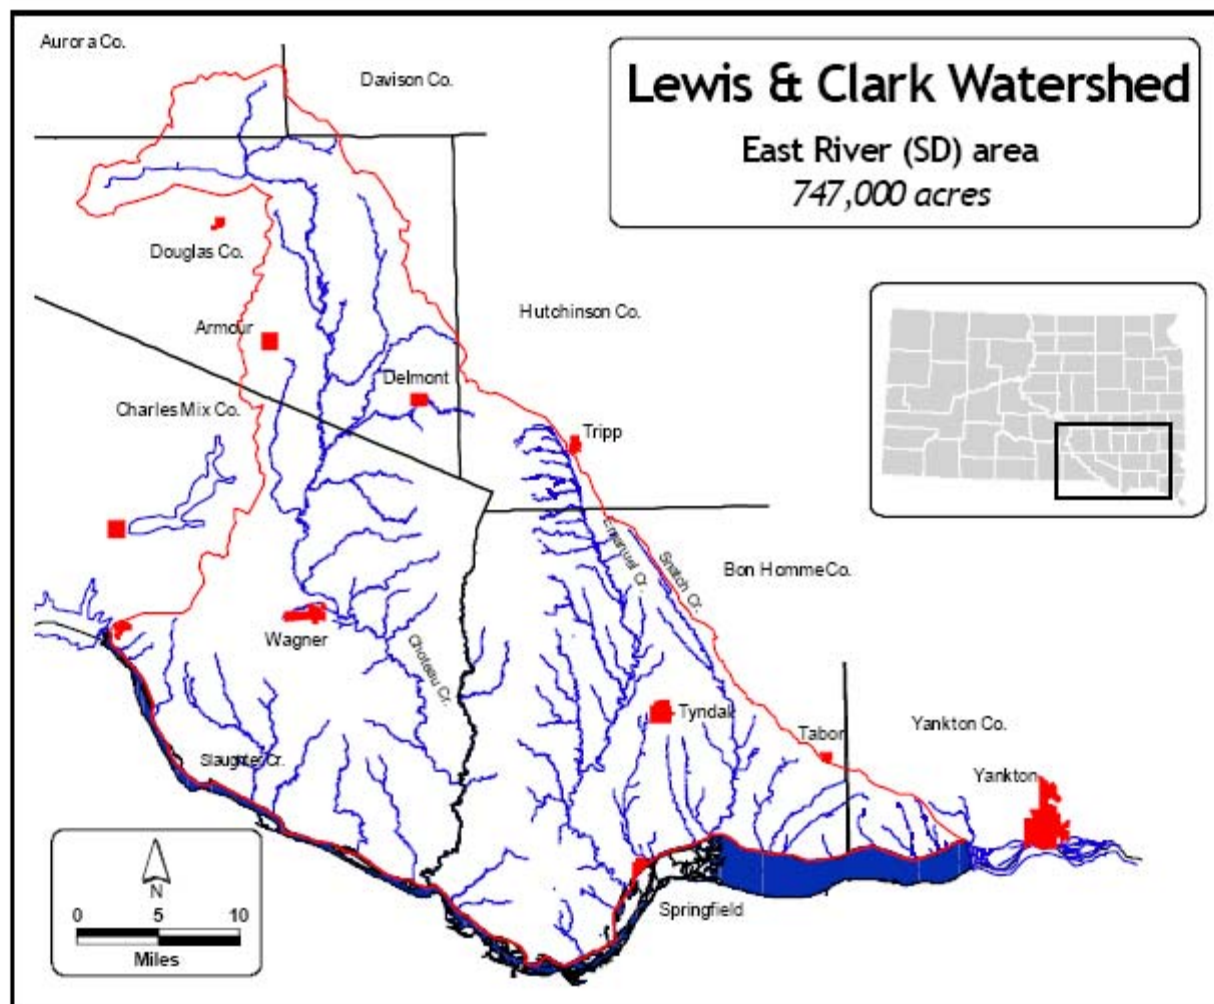 Aurora Co.
Davison Co.
Lewis & Clark Watershed
East River (SD) area
747,000 acres
Douglas Co.
Hutchinson Co.
Armour
Delmont
Charles Mix Co.
Tripp
Emanuel Cr.
Snatch Cr.
Bon Homme Co.
Wagner
Choteau Cr.
Tyndall
Tabor
Yankton Co.
Slaughter Cr.
Yankton
Springfield
N
0 5 10
Miles